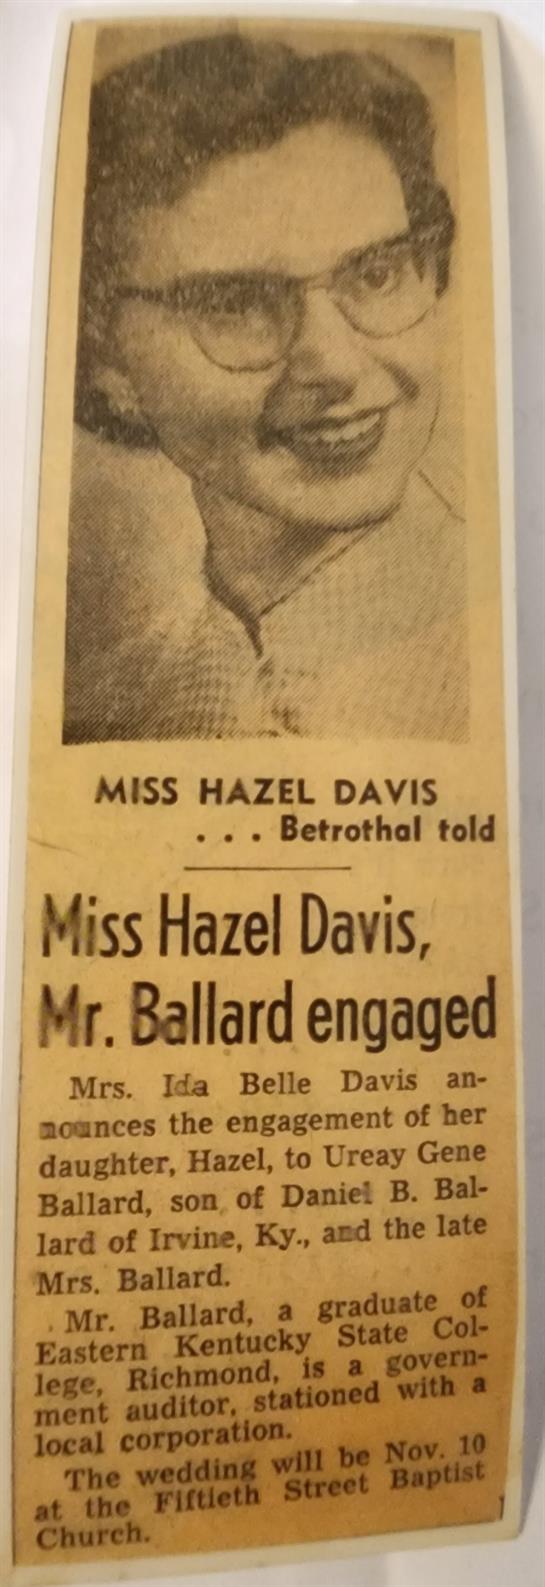 MISS HAZEL DAVIS
. . . Betrothal told
Miss Hazel Davis,
Mr. Ballard engaged
Mrs. Ida Belle Davis an-
nounces the engagement of her
daughter, Hazel, to Ureay Gene
Ballard, son of Daniel B. Bal-
lard of Irvine, Ky., and the late
Mrs. Ballard.
Mr. Ballard, a graduate of
Eastern Kentucky State Col-
lege, Richmond, is a govern-
ment auditor, stationed with a
local corporation.
The wedding will be Nov. 10
at the Fiftieth Street Baptist
Church.